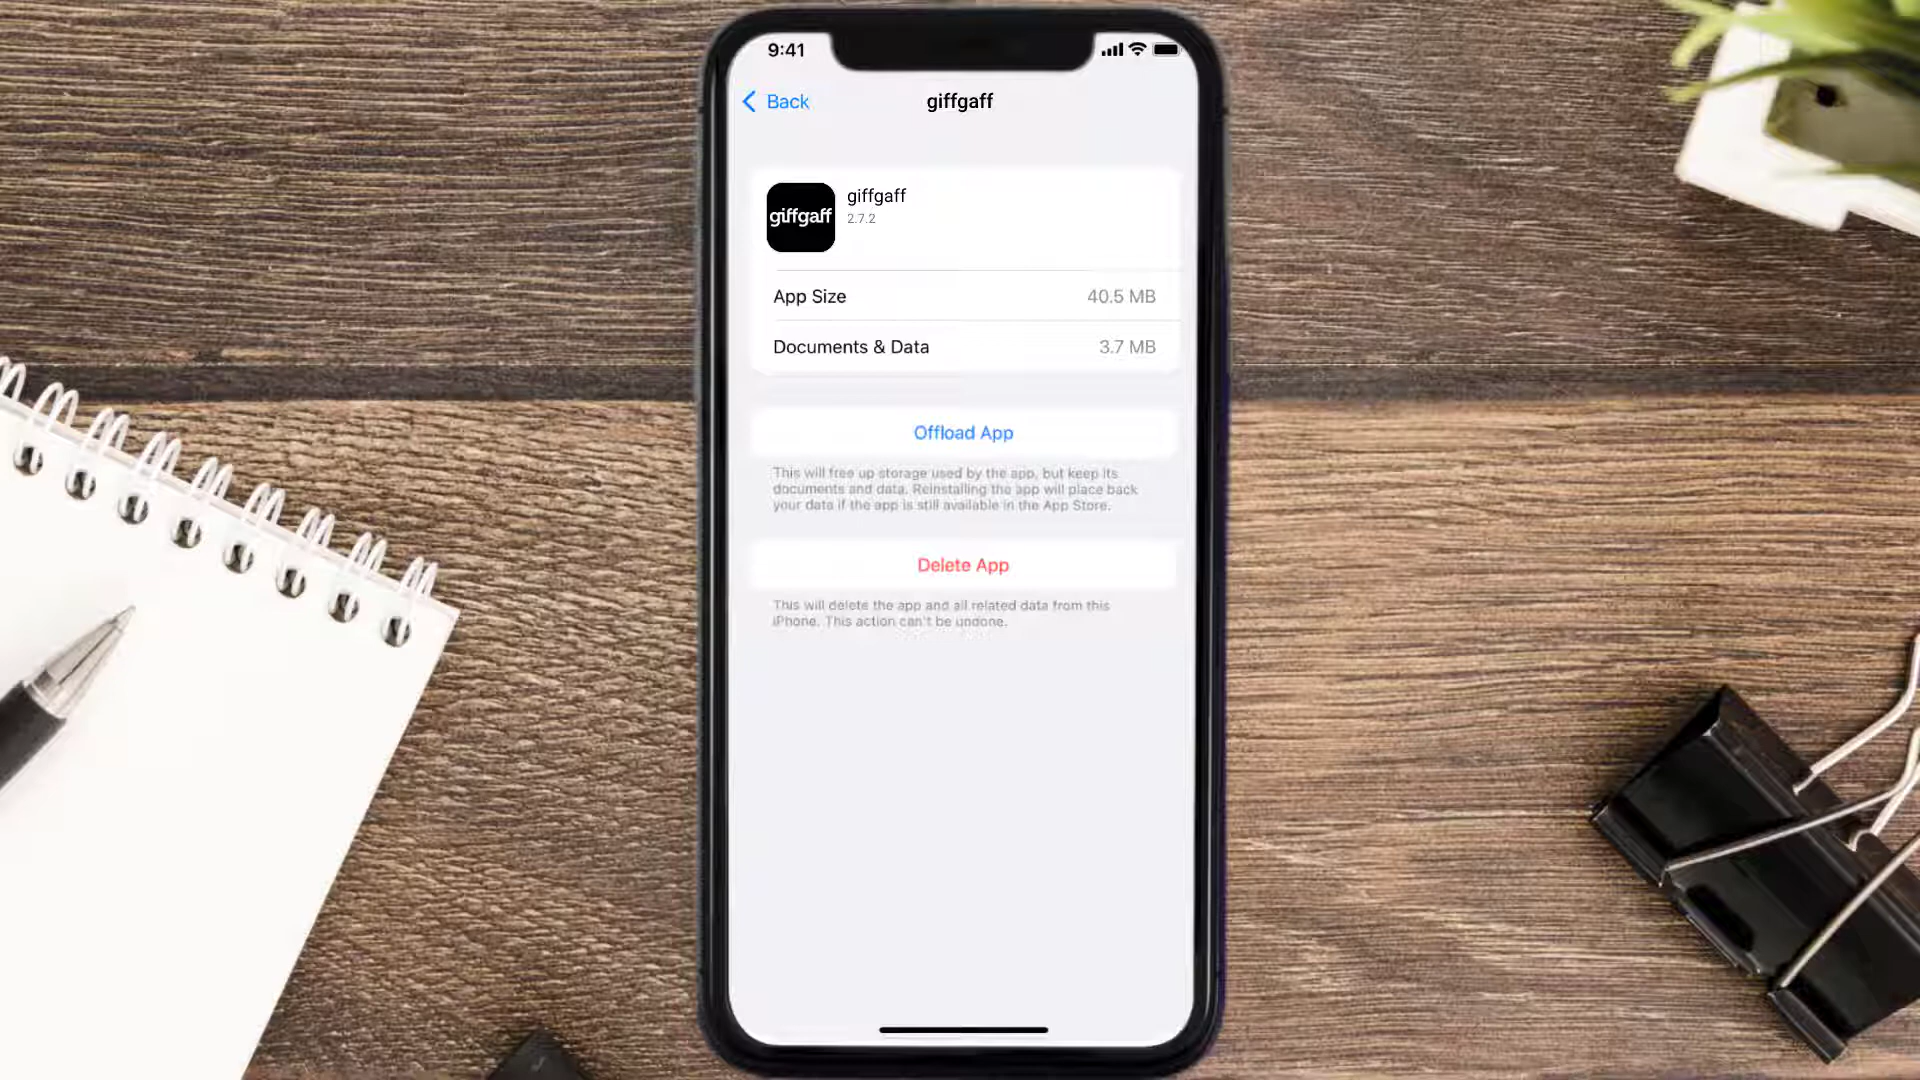 9:41
Back
giffgaff
giffgaff
giffgaff
2.7.2
App Size
40.5 MB
Documents & Data
3.7 MB
Offload App
This will free up storage used by the app, but keep its
documents and data. Reinstalling the app will place back
your data if the app is still available in the App Store.
Delete App
This will delete the app and all related data from this
iPhone. This action can't be undone.